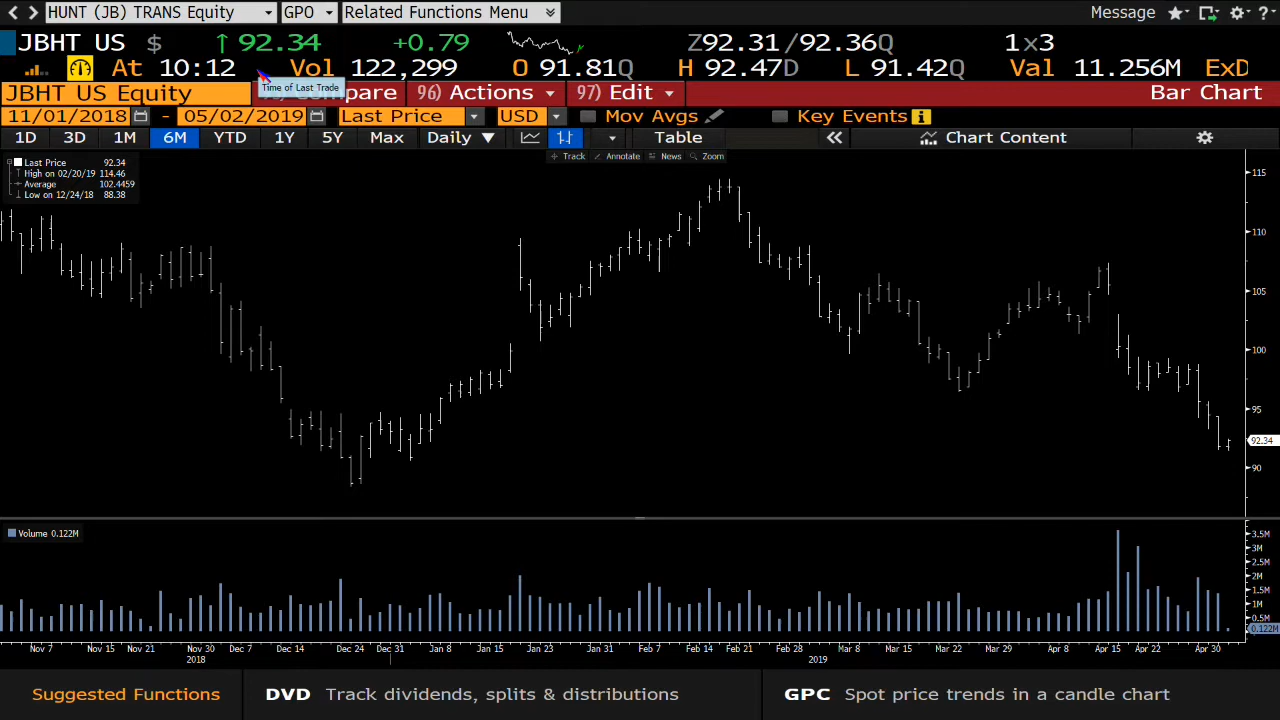 HUNT (JB) TRANS Equity GPO Related Functions Menu Message ?
JBHT US $ ↑ 92.34 +0.79 Z92.31/92.36Q 1x3
At 10:12 Vol 122,299 O 91.81Q H 92.47D L 91.42Q Val 11.256M ExD
Time of Last Trade
JBHT US Equity Compare 96) Actions 97) Edit Bar Chart
11/01/2018 - 05/02/2019 Last Price USD Mov Avgs Key Events i
1D 3D 1M 6M YTD 1Y 5Y Max Daily ▼ Table « Chart Content
Track Annotate News Zoom
Last Price 92.34
High on 02/20/19 114.46
Average 102.4459
Low on 12/24/18 88.38
115
110
105
100
95
92.34
90
Volume 0.122M
3.5M
3M
2.5M
2M
1.5M
1M
0.5M
0.122M
Nov 7 Nov 15 Nov 21 Nov 30 Dec 7 Dec 14 Dec 24 Dec 31 Jan 8 Jan 15 Jan 23 Jan 31 Feb 7 Feb 14 Feb 21 Feb 28 Mar 8 Mar 15 Mar 22 Mar 29 Apr 8 Apr 15 Apr 22 Apr 30
2018 2019
Suggested Functions DVD Track dividends, splits & distributions GPC Spot price trends in a candle chart